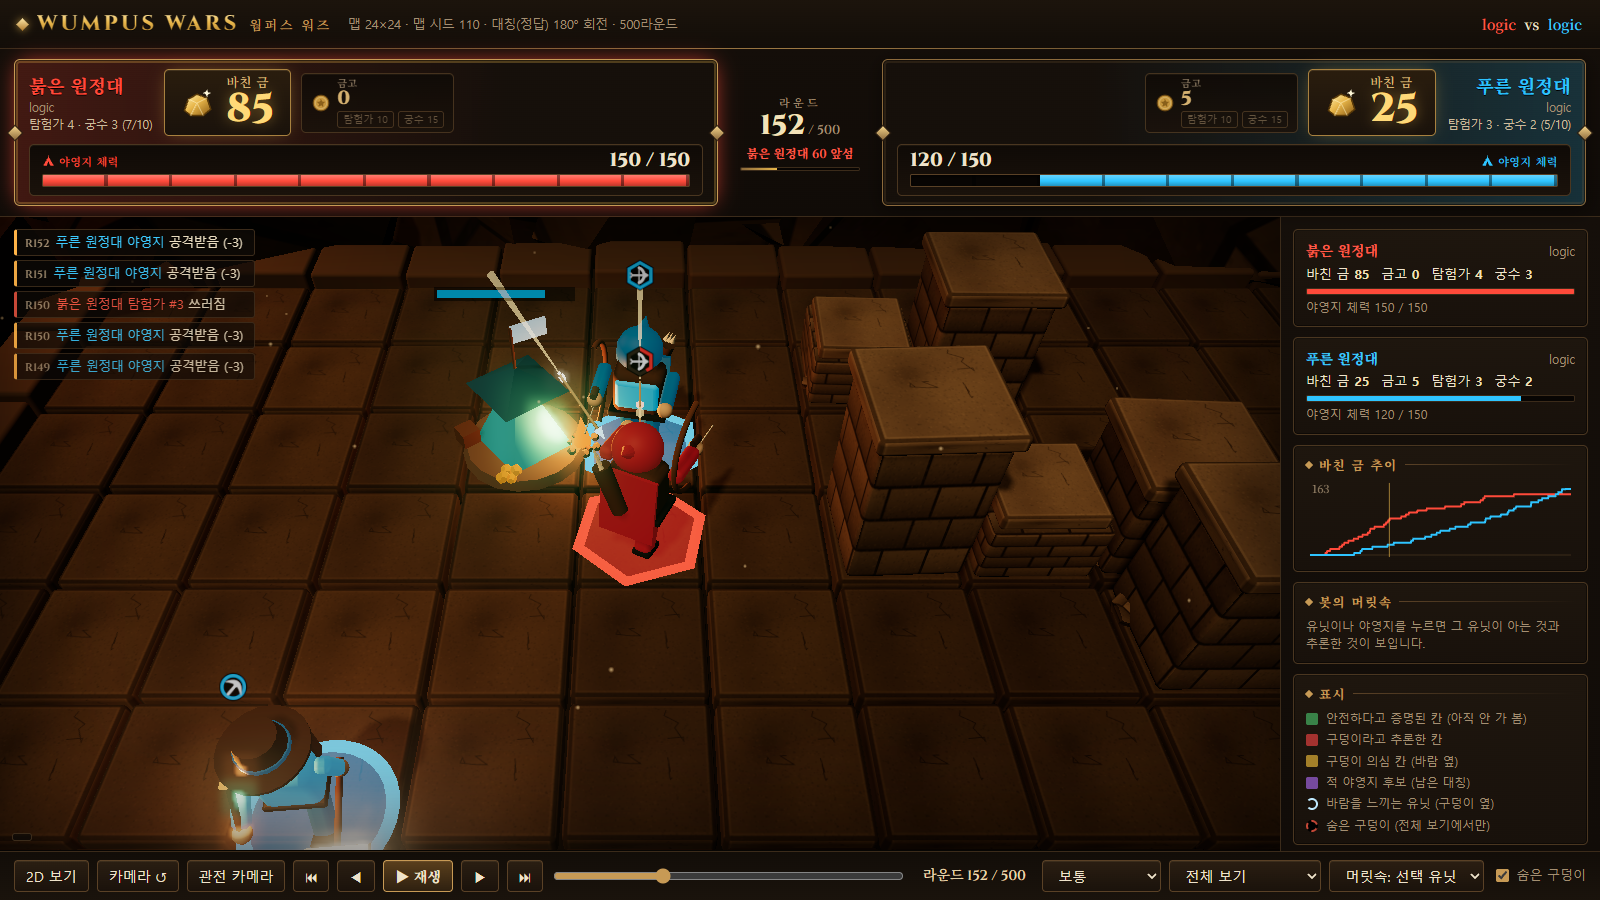 WUMPUS WARS 웜퍼스 워즈 맵 24×24 · 맵 시드 110 · 대칭(정답) 180° 회전 · 500라운드
logic vs logic
붉은 원정대
logic
탐험가 4 · 궁수 3 (7/10)
바친 금
85
금고
0
탐험가 10 궁수 15
야영지 체력 150 / 150
라운드
152 / 500
붉은 원정대 60 앞섬
금고
5
탐험가 10 궁수 15
바친 금
25
푸른 원정대
logic
탐험가 3 · 궁수 2 (5/10)
120 / 150 야영지 체력
R152 푸른 원정대 야영지 공격받음 (-3)
R151 푸른 원정대 야영지 공격받음 (-3)
R150 붉은 원정대 탐험가 #3 쓰러짐
R150 푸른 원정대 야영지 공격받음 (-3)
R149 푸른 원정대 야영지 공격받음 (-3)
붉은 원정대 logic
바친 금 85 금고 0 탐험가 4 궁수 3
야영지 체력 150 / 150
푸른 원정대 logic
바친 금 25 금고 5 탐험가 3 궁수 2
야영지 체력 120 / 150
바친 금 추이
163
봇의 머릿속
유닛이나 야영지를 누르면 그 유닛이 아는 것과
추론한 것이 보입니다.
표시
안전하다고 증명된 칸 (아직 안 가 봄)
구덩이라고 추론한 칸
구덩이 의심 칸 (바람 옆)
적 야영지 후보 (남은 대칭)
바람을 느끼는 유닛 (구덩이 옆)
숨은 구덩이 (전체 보기에서만)
2D 보기 카메라 ↺ 관전 카메라 ⏮ ◀ ▶ 재생 ▶ ⏭ 라운드 152 / 500 보통 전체 보기 머릿속: 선택 유닛 숨은 구덩이